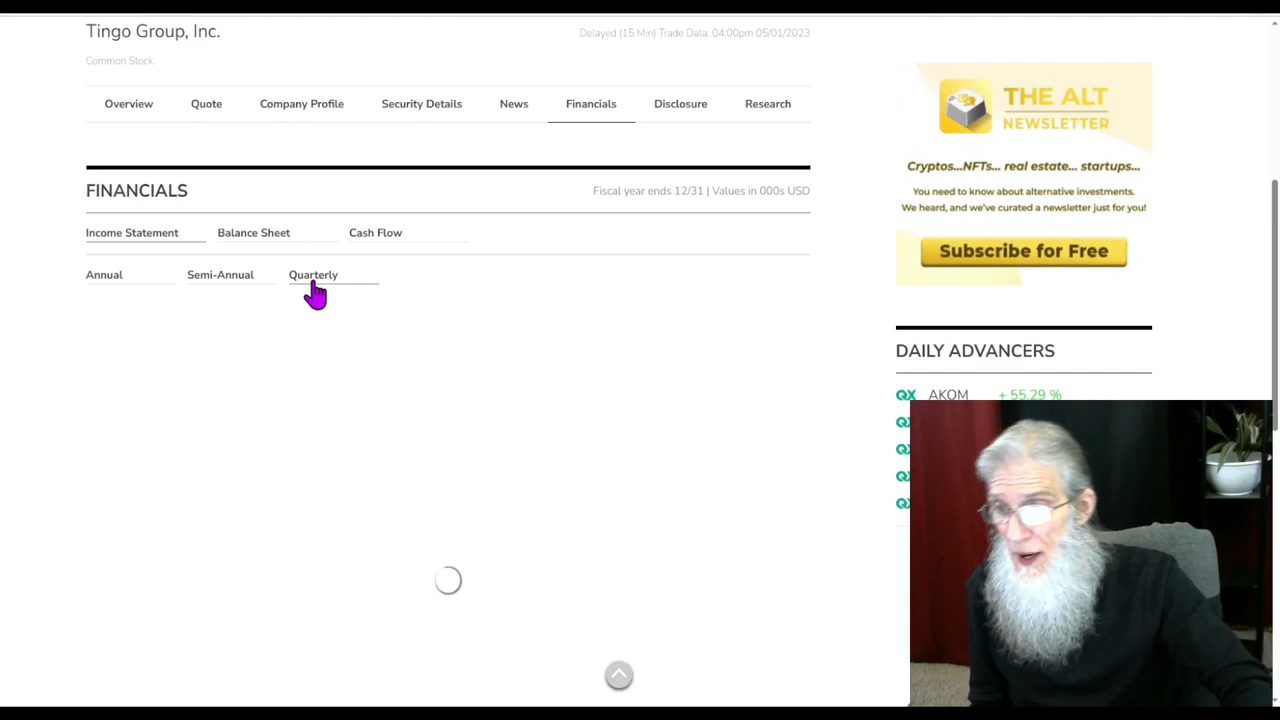 Tingo Group, Inc.
Delayed (15 Min) Trade Data: 04:00pm 05/01/2023
Common Stock
Overview Quote Company Profile Security Details News Financials Disclosure Research
FINANCIALS
Fiscal year ends 12/31 | Values in 000s USD
Income Statement Balance Sheet Cash Flow
Annual Semi-Annual Quarterly
THE ALT
NEWSLETTER
Cryptos...NFTs... real estate... startups...
You need to know about alternative investments.
We heard, and we've curated a newsletter just for you!
Subscribe for Free
DAILY ADVANCERS
QX AKOM + 55.29 %